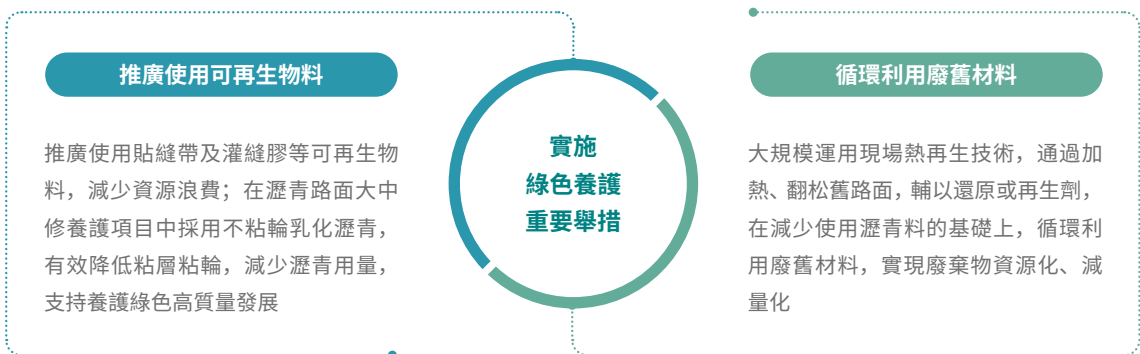 推廣使用可再生物料
推廣使用貼縫帶及灌縫膠等可再生物
料，減少資源浪費；在瀝青路面大中
修養護項目中採用不粘輪乳化瀝青，
有效降低粘層粘輪，減少瀝青用量，
支持養護綠色高質量發展
實施
綠色養護
重要舉措
循環利用廢舊材料
大規模運用現場熱再生技術，通過加
熱、翻松舊路面，輔以還原或再生劑，
在減少使用瀝青料的基礎上，循環利
用廢舊材料，實現廢棄物資源化、減
量化